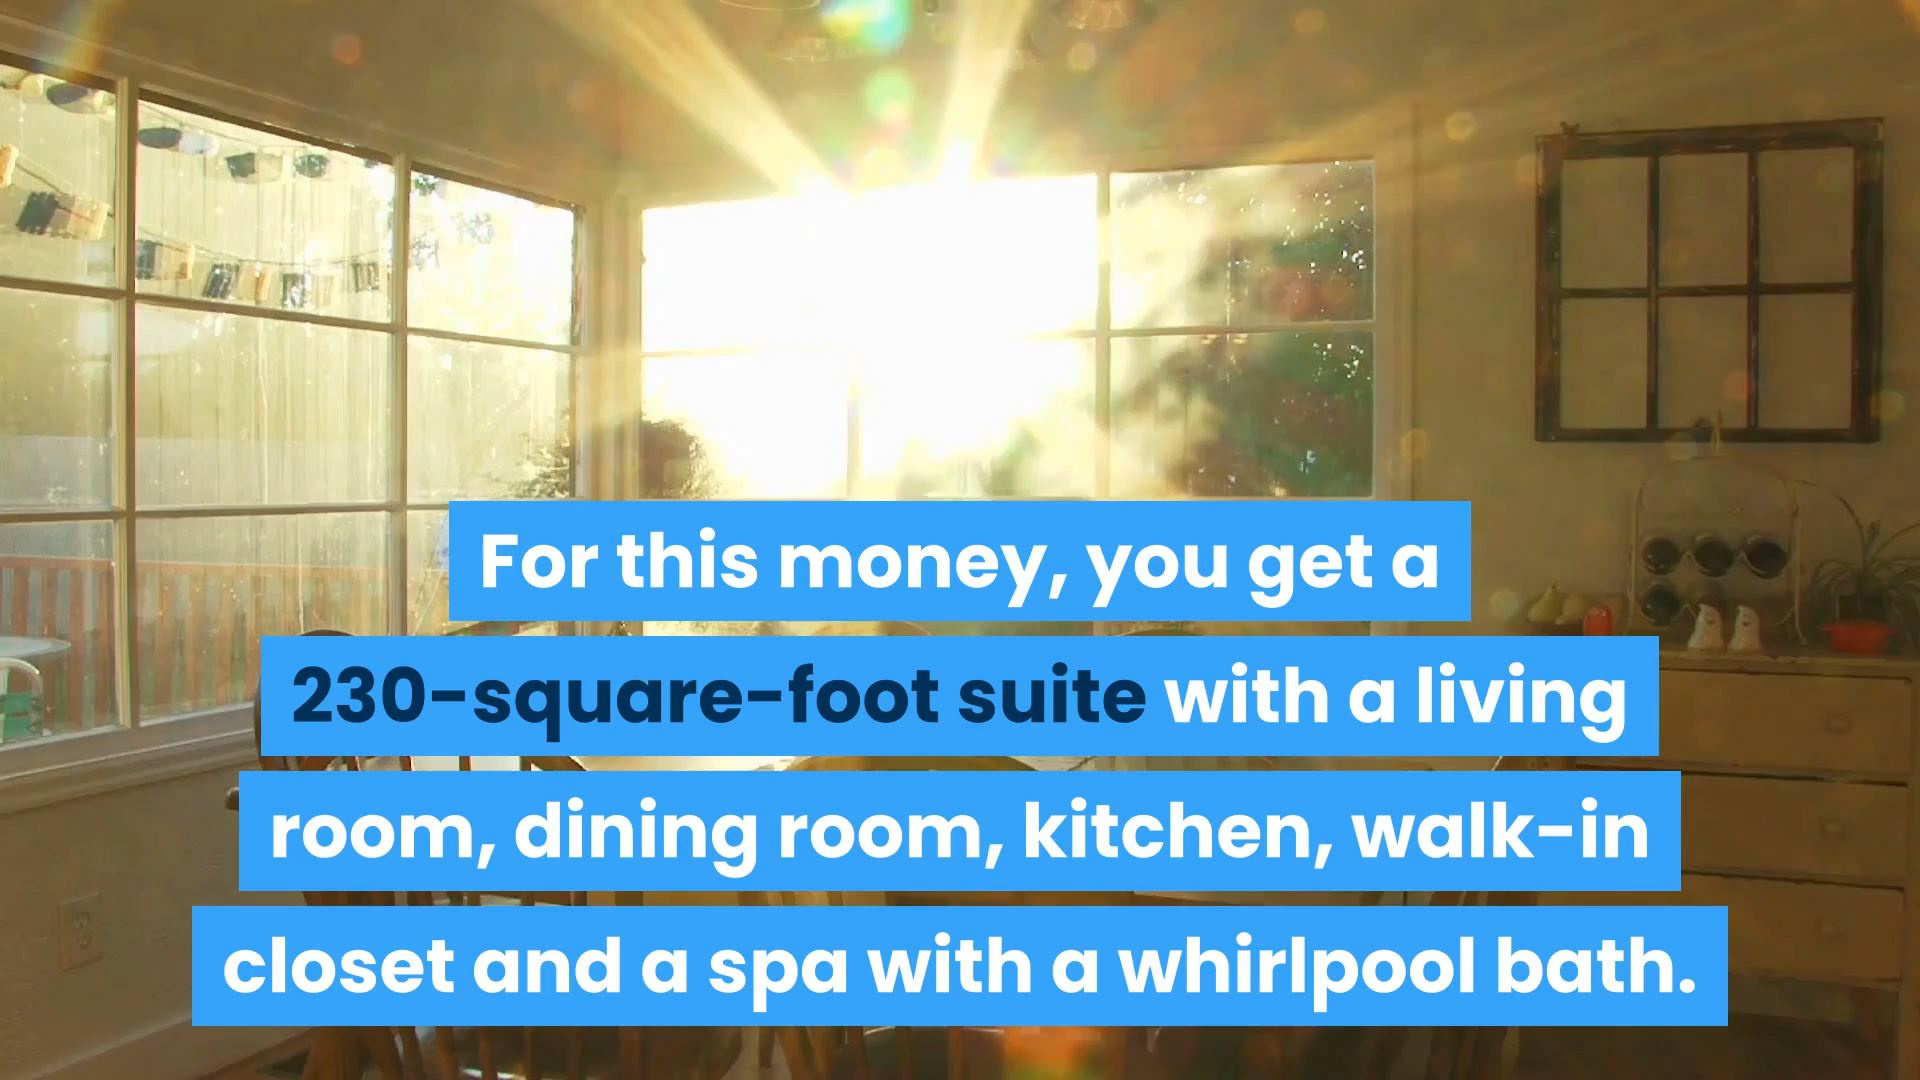 For this money, you get a
230-square-foot suite with a living
room, dining room, kitchen, walk-in
closet and a spa with a whirlpool bath.